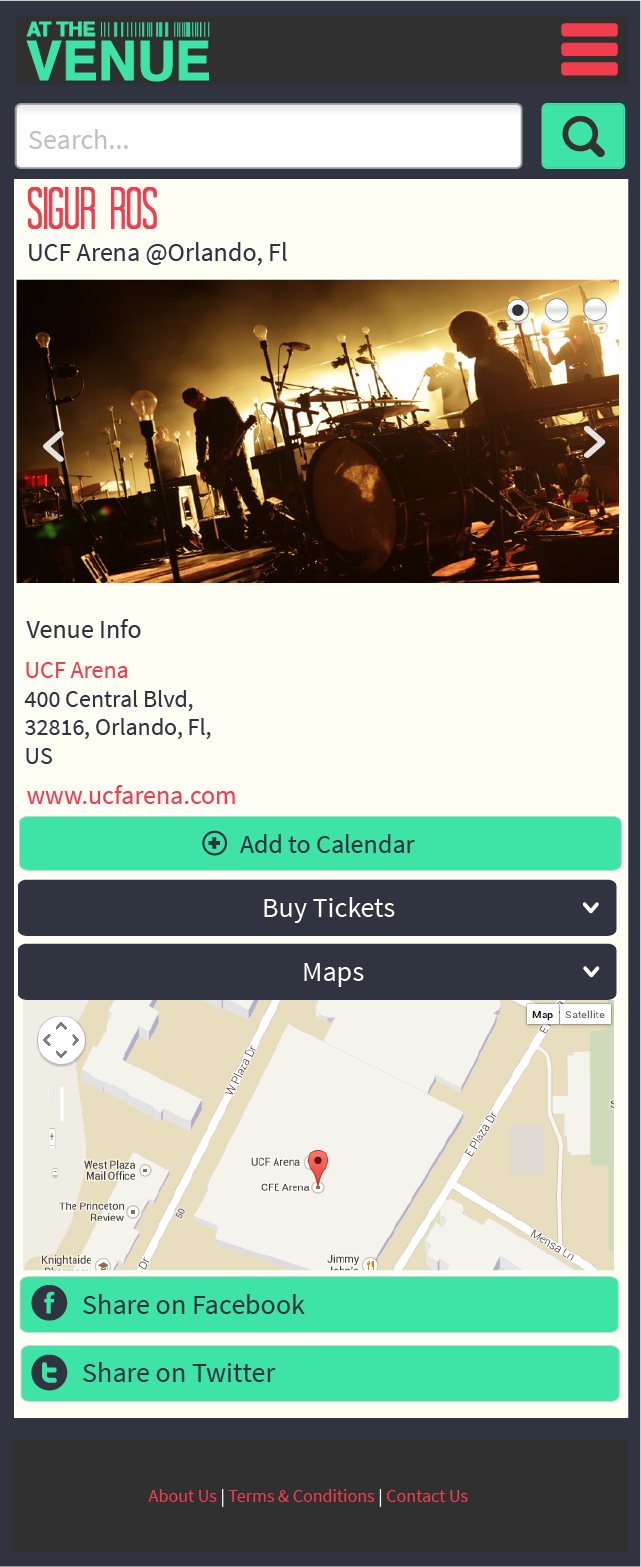 AT THE
VENUE
Search...
SIGUR ROS
UCF Arena @Orlando, Fl
Venue Info
UCF Arena
400 Central Blvd,
32816, Orlando, Fl,
US
www.ucfarena.com
Add to Calendar
Buy Tickets
Maps
Map
Satellite
W Plaza Dr
E Plaza Dr
UCF Arena
CFE Arena
West Plaza
Mail Office
The Princeton
Review
50
Mensa Ln
Knightaide
Dr
Jimmy
John's
Share on Facebook
Share on Twitter
About Us | Terms & Conditions | Contact Us